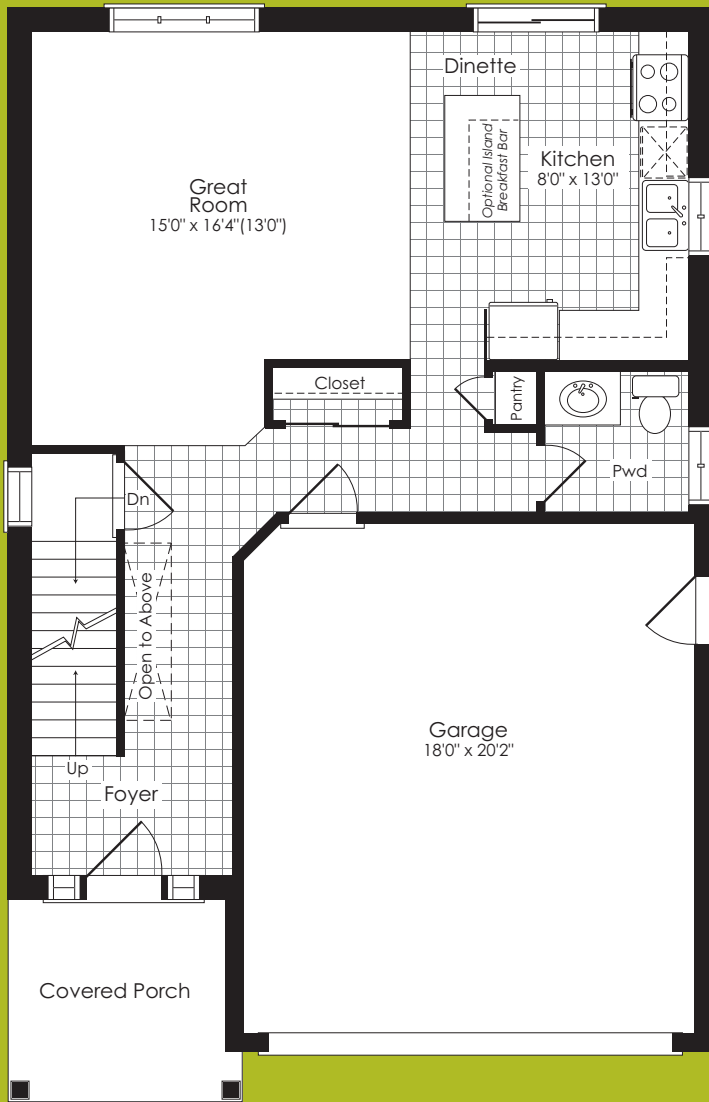 Dinette
Great
Room
15'0" x 16'4"(13'0")
Optional Island
Breakfast Bar
Kitchen
8'0" x 13'0"
Closet
Pantry
Pwd
Dn
Open to Above
Up
Foyer
Garage
18'0" x 20'2"
Covered Porch